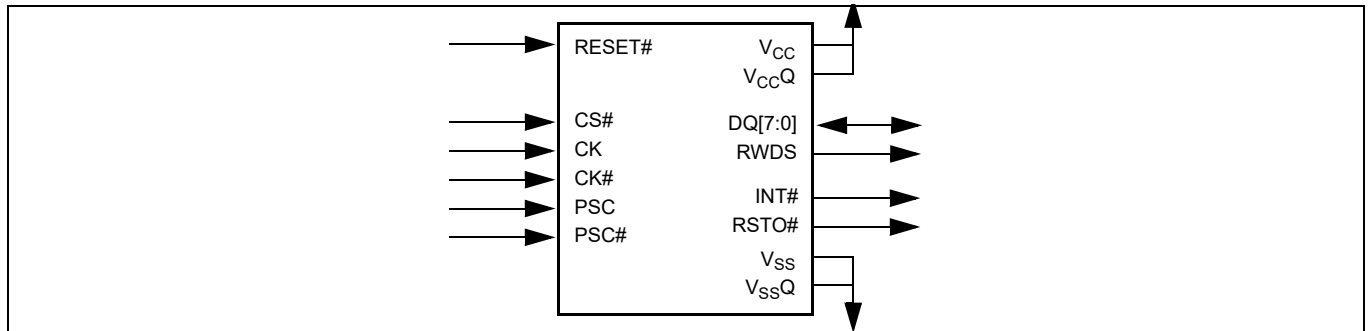 RESET#
CS#
CK
CK#
PSC
PSC#
VCC
VCCQ
DQ[7:0]
RWDS
INT#
RSTO#
VSS
VSSQ